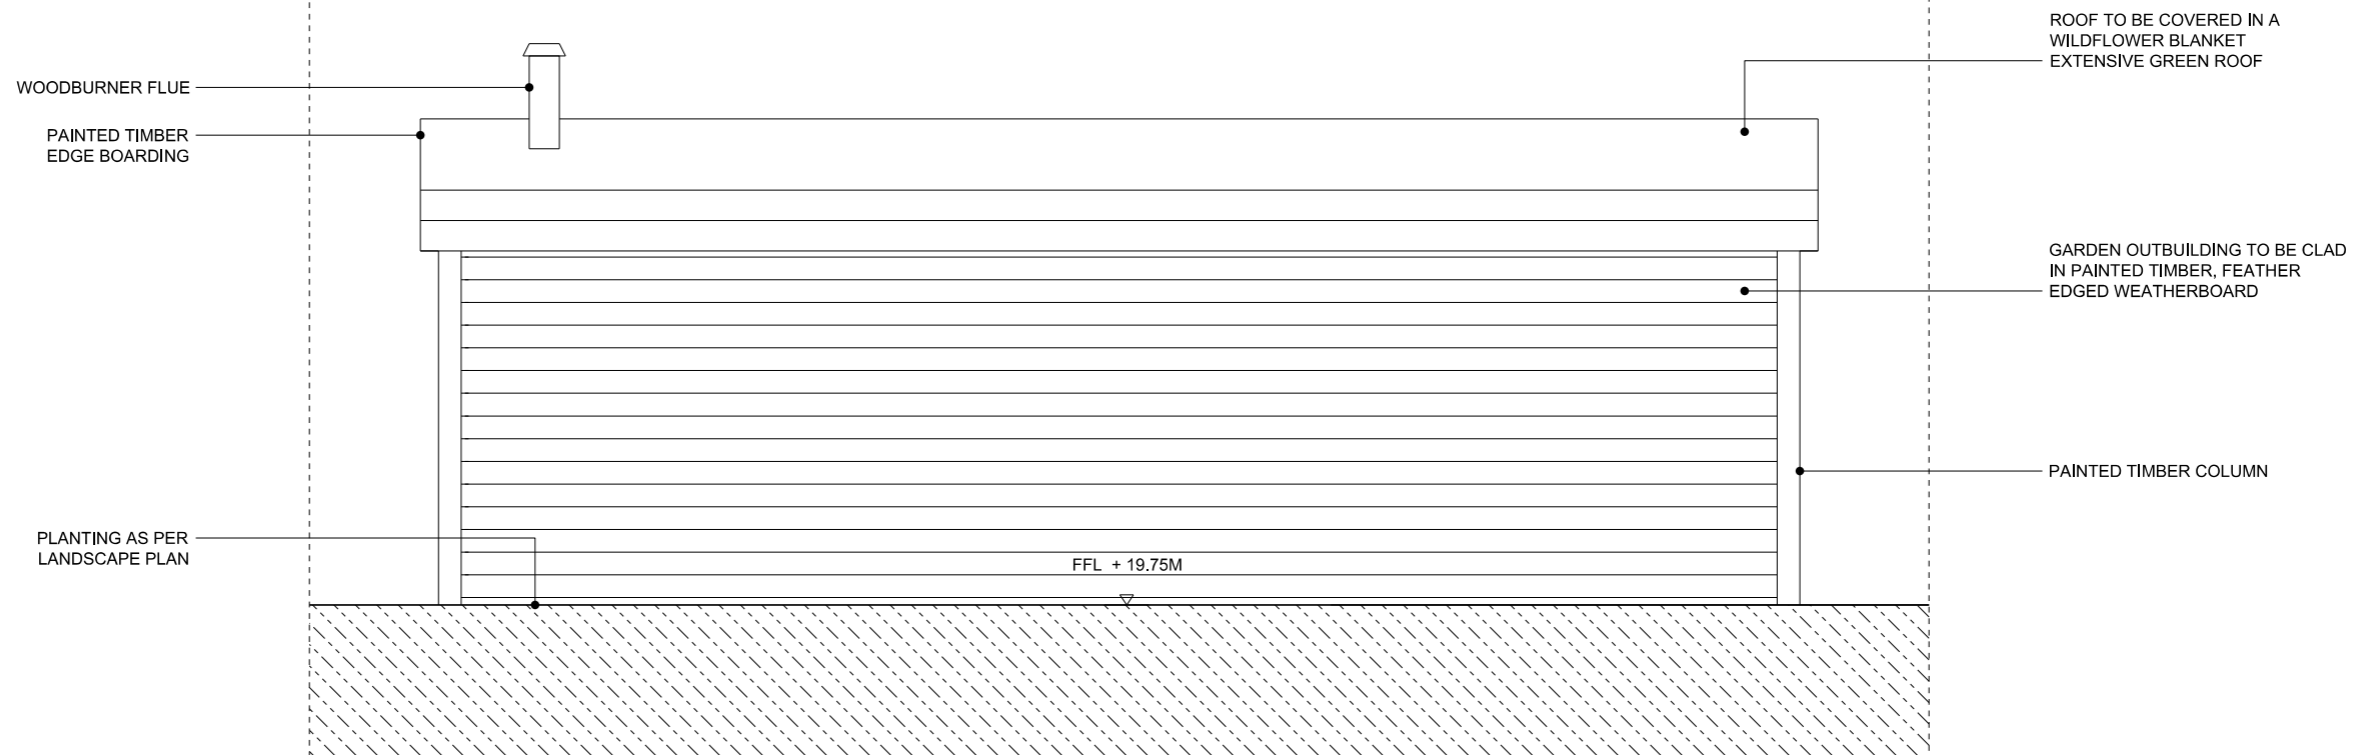 WOODBURNER FLUE
PAINTED TIMBER
EDGE BOARDING
PLANTING AS PER
LANDSCAPE PLAN
FFL + 19.75M
ROOF TO BE COVERED IN A
WILDFLOWER BLANKET
EXTENSIVE GREEN ROOF
GARDEN OUTBUILDING TO BE CLAD
IN PAINTED TIMBER, FEATHER
EDGED WEATHERBOARD
PAINTED TIMBER COLUMN